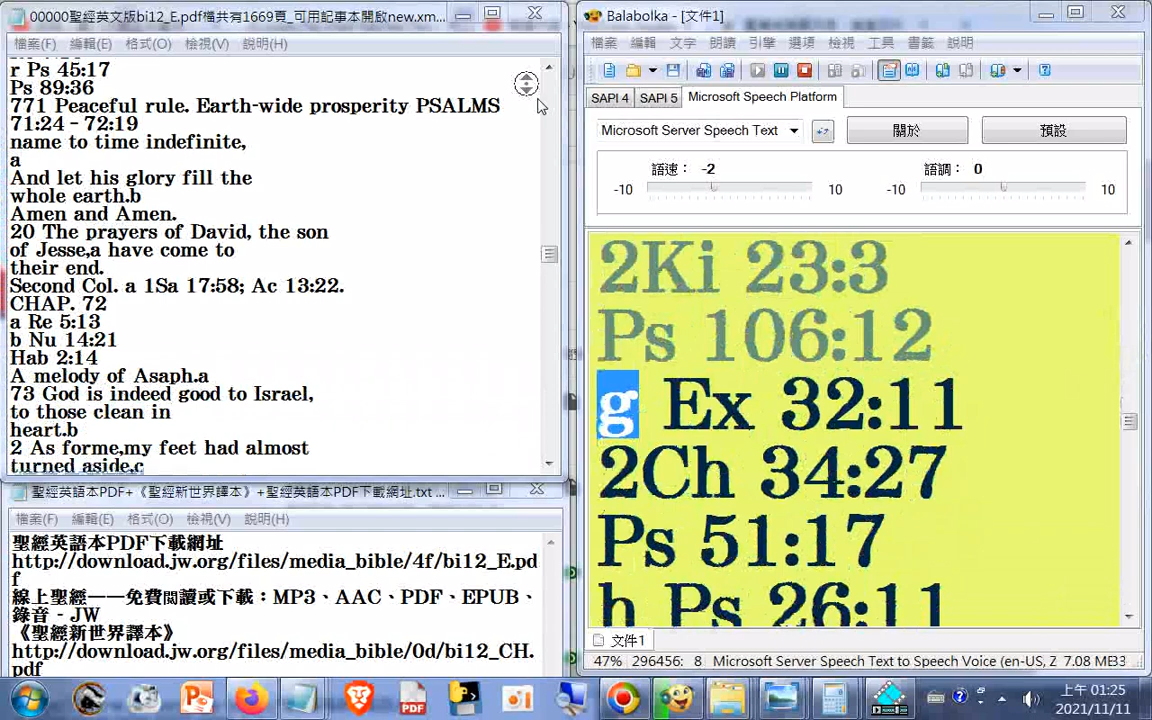 00000聖經英文版bi12_E.pdf檔共有1669頁_可用記事本開啟new.xm...
檔案(F) 編輯(E) 格式(O) 檢視(V) 說明(H)
r Ps 45:17
Ps 89:36
771 Peaceful rule. Earth-wide prosperity PSALMS
71:24–72:19
name to time indefinite,
a
And let his glory fill the
whole earth.b
Amen and Amen.
20 The prayers of David, the son
of Jesse,a have come to
their end.
Second Col. a 1Sa 17:58; Ac 13:22.
CHAP. 72
a Re 5:13
b Nu 14:21
Hab 2:14
A melody of Asaph.a
73 God is indeed good to Israel,
to those clean in
heart.b
2 As forme,my feet had almost
turned aside,c
聖經英語本PDF+《聖經新世界譯本》+聖經英語本PDF下載網址.txt ...
檔案(F) 編輯(E) 格式(O) 檢視(V) 說明(H)
聖經英語本PDF下載網址
http://download.jw.org/files/media_bible/4f/bi12_E.pd
f
線上聖經──免費閱讀或下載：MP3、AAC、PDF、EPUB、
錄音 - JW
《聖經新世界譯本》
http://download.jw.org/files/media_bible/0d/bi12_CH.
pdf
Balabolka - [文件1]
檔案 編輯 文字 朗讀 引擎 選項 檢視 工具 書籤 說明
SAPI 4 SAPI 5 Microsoft Speech Platform
Microsoft Server Speech Text 關於 預設
語速： -2 語調： 0
-10 10 -10 10
2Ki 23:3
Ps 106:12
g Ex 32:11
2Ch 34:27
Ps 51:17
h Ps 26:11
文件1
47% 296456: 8 Microsoft Server Speech Text to Speech Voice (en-US, Z 7.08 MB
上午 01:25
2021/11/11